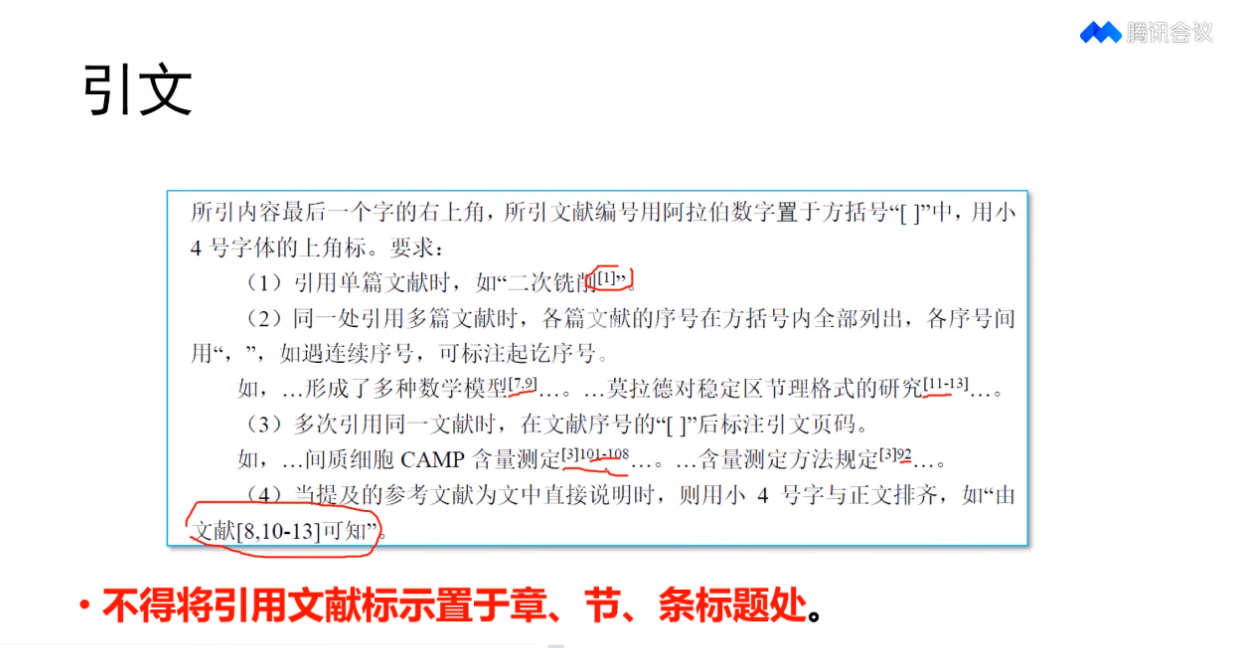 腾讯会议
引文
所引内容最后一个字的右上角，所引文献编号用阿拉伯数字置于方括号“[ ]”中，用小
4 号字体的上角标。要求：
（1）引用单篇文献时，如“二次铣削[1]”。
（2）同一处引用多篇文献时，各篇文献的序号在方括号内全部列出，各序号间
用“，”，如遇连续序号，可标注起讫序号。
如，…形成了多种数学模型[7,9]…。…莫拉德对稳定区节理格式的研究[11-13]…。
（3）多次引用同一文献时，在文献序号的“[ ]”后标注引文页码。
如，…间质细胞 CAMP 含量测定[3]101-108…。…含量测定方法规定[3]92…。
（4）当提及的参考文献为文中直接说明时，则用小 4 号字与正文排齐，如“由
文献[8,10-13]可知”。
• 不得将引用文献标示置于章、节、条标题处。